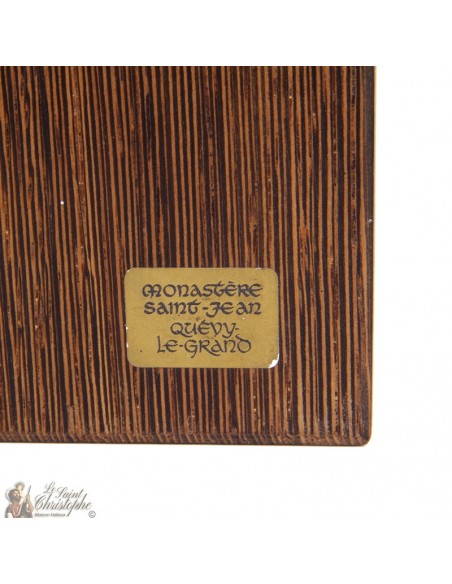 MONASTÈRE
SAINT-JEAN
QUÉVY-
LE-GRAND
Le Saint
Christophe
©